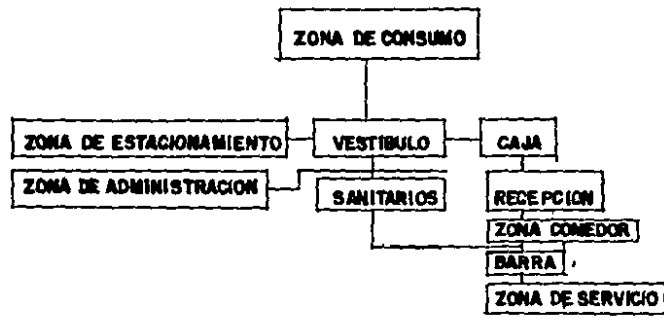 ZONA DE CONSUMO
ZONA DE ESTACIONAMIENTO
VESTIBULO
CAJA
ZONA DE ADMINISTRACION
SANITARIOS
RECEPCION
ZONA COMEDOR
BARRA
ZONA DE SERVICIO